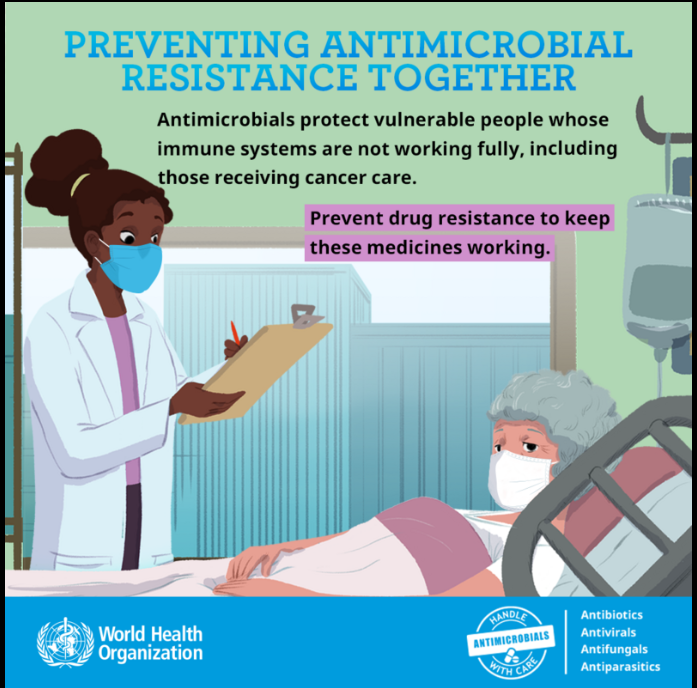 PREVENTING ANTIMICROBIAL
RESISTANCE TOGETHER
Antimicrobials protect vulnerable people whose
immune systems are not working fully, including
those receiving cancer care.
Prevent drug resistance to keep
these medicines working.
World Health
Organization
HANDLE
ANTIMICROBIALS
WITH CARE
Antibiotics
Antivirals
Antifungals
Antiparasitics